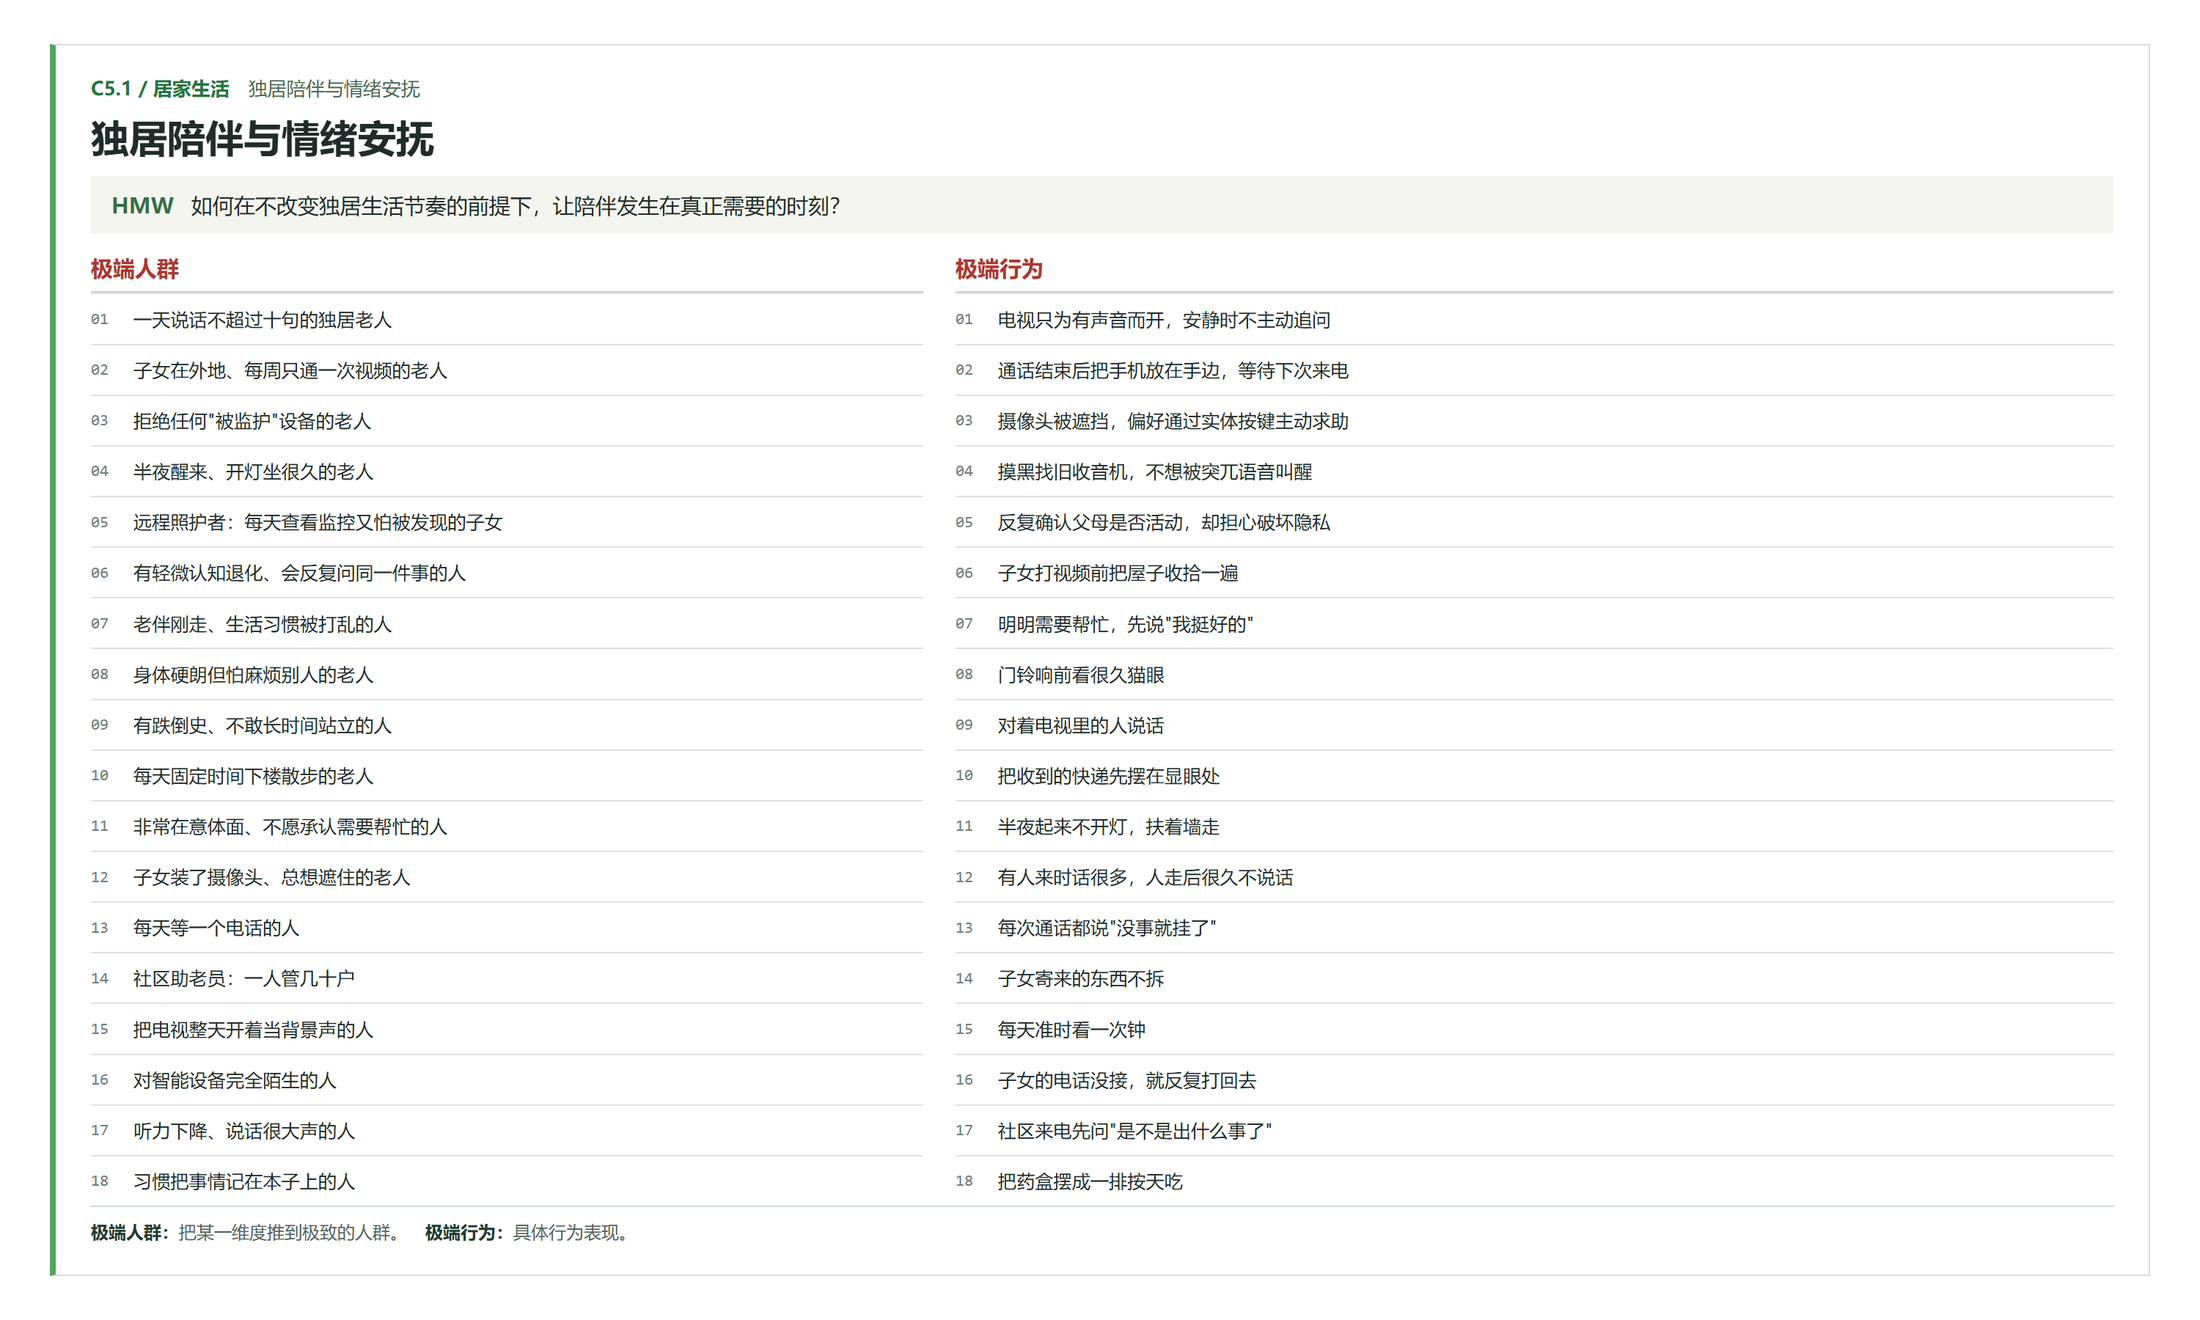 C5.1 / 居家生活 独居陪伴与情绪安抚
独居陪伴与情绪安抚
HMW 如何在不改变独居生活节奏的前提下，让陪伴发生在真正需要的时刻？
极端人群
01 一天说话不超过十句的独居老人
02 子女在外地、每周只通一次视频的老人
03 拒绝任何"被监护"设备的老人
04 半夜醒来、开灯坐很久的老人
05 远程照护者：每天查看监控又怕被发现的子女
06 有轻微认知退化、会反复问同一件事的人
07 老伴刚走、生活习惯被打乱的人
08 身体硬朗但怕麻烦别人的老人
09 有跌倒史、不敢长时间站立的人
10 每天固定时间下楼散步的老人
11 非常在意体面、不愿承认需要帮忙的人
12 子女装了摄像头、总想遮住的老人
13 每天等一个电话的人
14 社区助老员：一人管几十户
15 把电视整天开着当背景声的人
16 对智能设备完全陌生的人
17 听力下降、说话很大声的人
18 习惯把事情记在本子上的人
极端行为
01 电视只为有声音而开，安静时不主动追问
02 通话结束后把手机放在手边，等待下次来电
03 摄像头被遮挡，偏好通过实体按键主动求助
04 摸黑找旧收音机，不想被突兀语音叫醒
05 反复确认父母是否活动，却担心破坏隐私
06 子女打视频前把屋子收拾一遍
07 明明需要帮忙，先说"我挺好的"
08 门铃响前看很久猫眼
09 对着电视里的人说话
10 把收到的快递先摆在显眼处
11 半夜起来不开灯，扶着墙走
12 有人来时话很多，人走后很久不说话
13 每次通话都说"没事就挂了"
14 子女寄来的东西不拆
15 每天准时看一次钟
16 子女的电话没接，就反复打回去
17 社区来电先问"是不是出什么事了"
18 把药盒摆成一排按天吃
极端人群：把某一维度推到极致的人群。 极端行为：具体行为表现。